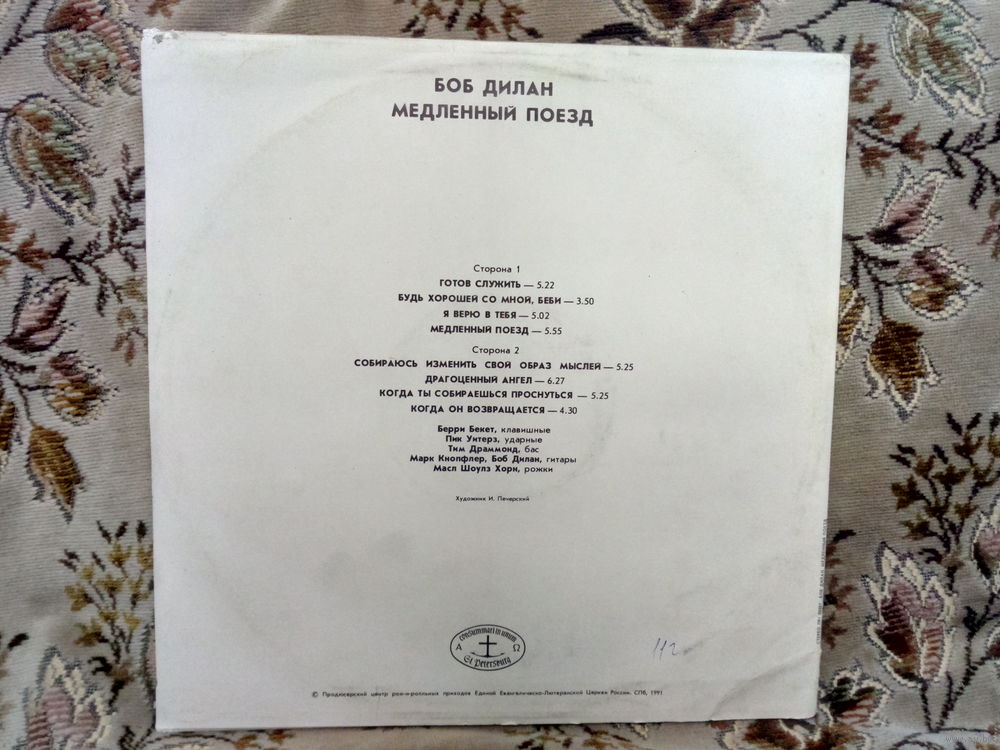 БОБ ДИЛАН
МЕДЛЕННЫЙ ПОЕЗД
Сторона 1
ГОТОВ СЛУЖИТЬ — 5.22
БУДЬ ХОРОШЕЙ СО МНОЙ, БЕБИ — 3.50
Я ВЕРЮ В ТЕБЯ — 5.02
МЕДЛЕННЫЙ ПОЕЗД — 5.55
Сторона 2
СОБИРАЮСЬ ИЗМЕНИТЬ СВОЙ ОБРАЗ МЫСЛЕЙ — 5.25
ДРАГОЦЕННЫЙ АНГЕЛ — 6.27
КОГДА ТЫ СОБИРАЕШЬСЯ ПРОСНУТЬСЯ — 5.25
КОГДА ОН ВОЗВРАЩАЕТСЯ — 4.30
Берри Бекет, клавишные
Пик Уитерз, ударные
Тим Драммонд, бас
Марк Кнопфлер, Боб Дилан, гитары
Масл Шоулз Хорн, рожки
Художник И. Печерский
consummari in unum
Α Ω
St Petersburg
112
© Продюсерский центр рок-н-ролльных приходов Единой Евангелическо-Лютеранской Церкви России. СПб, 1991